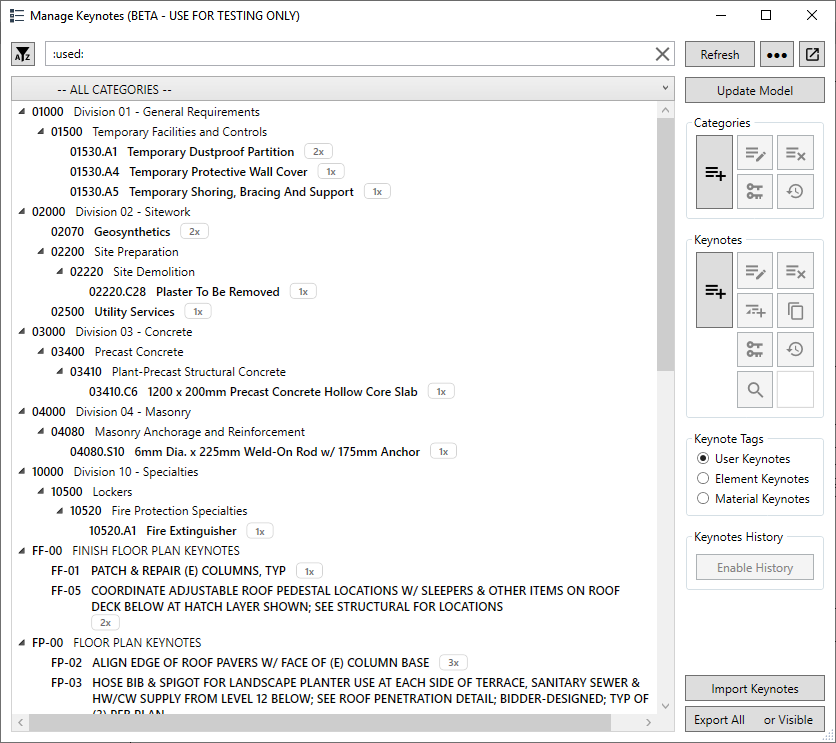 Manage Keynotes (BETA - USE FOR TESTING ONLY)
AZ
:used:
Refresh
-- ALL CATEGORIES --
Update Model
01000 Division 01 - General Requirements
01500 Temporary Facilities and Controls
01530.A1 Temporary Dustproof Partition 2x
01530.A4 Temporary Protective Wall Cover 1x
01530.A5 Temporary Shoring, Bracing And Support 1x
02000 Division 02 - Sitework
02070 Geosynthetics 2x
02200 Site Preparation
02220 Site Demolition
02220.C28 Plaster To Be Removed 1x
02500 Utility Services 1x
03000 Division 03 - Concrete
03400 Precast Concrete
03410 Plant-Precast Structural Concrete
03410.C6 1200 x 200mm Precast Concrete Hollow Core Slab 1x
04000 Division 04 - Masonry
04080 Masonry Anchorage and Reinforcement
04080.S10 6mm Dia. x 225mm Weld-On Rod w/ 175mm Anchor 1x
10000 Division 10 - Specialties
10500 Lockers
10520 Fire Protection Specialties
10520.A1 Fire Extinguisher 1x
FF-00 FINISH FLOOR PLAN KEYNOTES
FF-01 PATCH & REPAIR (E) COLUMNS, TYP 1x
FF-05 COORDINATE ADJUSTABLE ROOF PEDESTAL LOCATIONS W/ SLEEPERS & OTHER ITEMS ON ROOF
DECK BELOW AT HATCH LAYER SHOWN; SEE STRUCTURAL FOR LOCATIONS
2x
FP-00 FLOOR PLAN KEYNOTES
FP-02 ALIGN EDGE OF ROOF PAVERS W/ FACE OF (E) COLUMN BASE 3x
FP-03 HOSE BIB & SPIGOT FOR LANDSCAPE PLANTER USE AT EACH SIDE OF TERRACE, SANITARY SEWER &
HW/CW SUPPLY FROM LEVEL 12 BELOW; SEE ROOF PENETRATION DETAIL; BIDDER-DESIGNED; TYP OF
(2) PER PLAN
Categories
Keynotes
Keynote Tags
User Keynotes
Element Keynotes
Material Keynotes
Keynotes History
Enable History
Import Keynotes
Export All or Visible